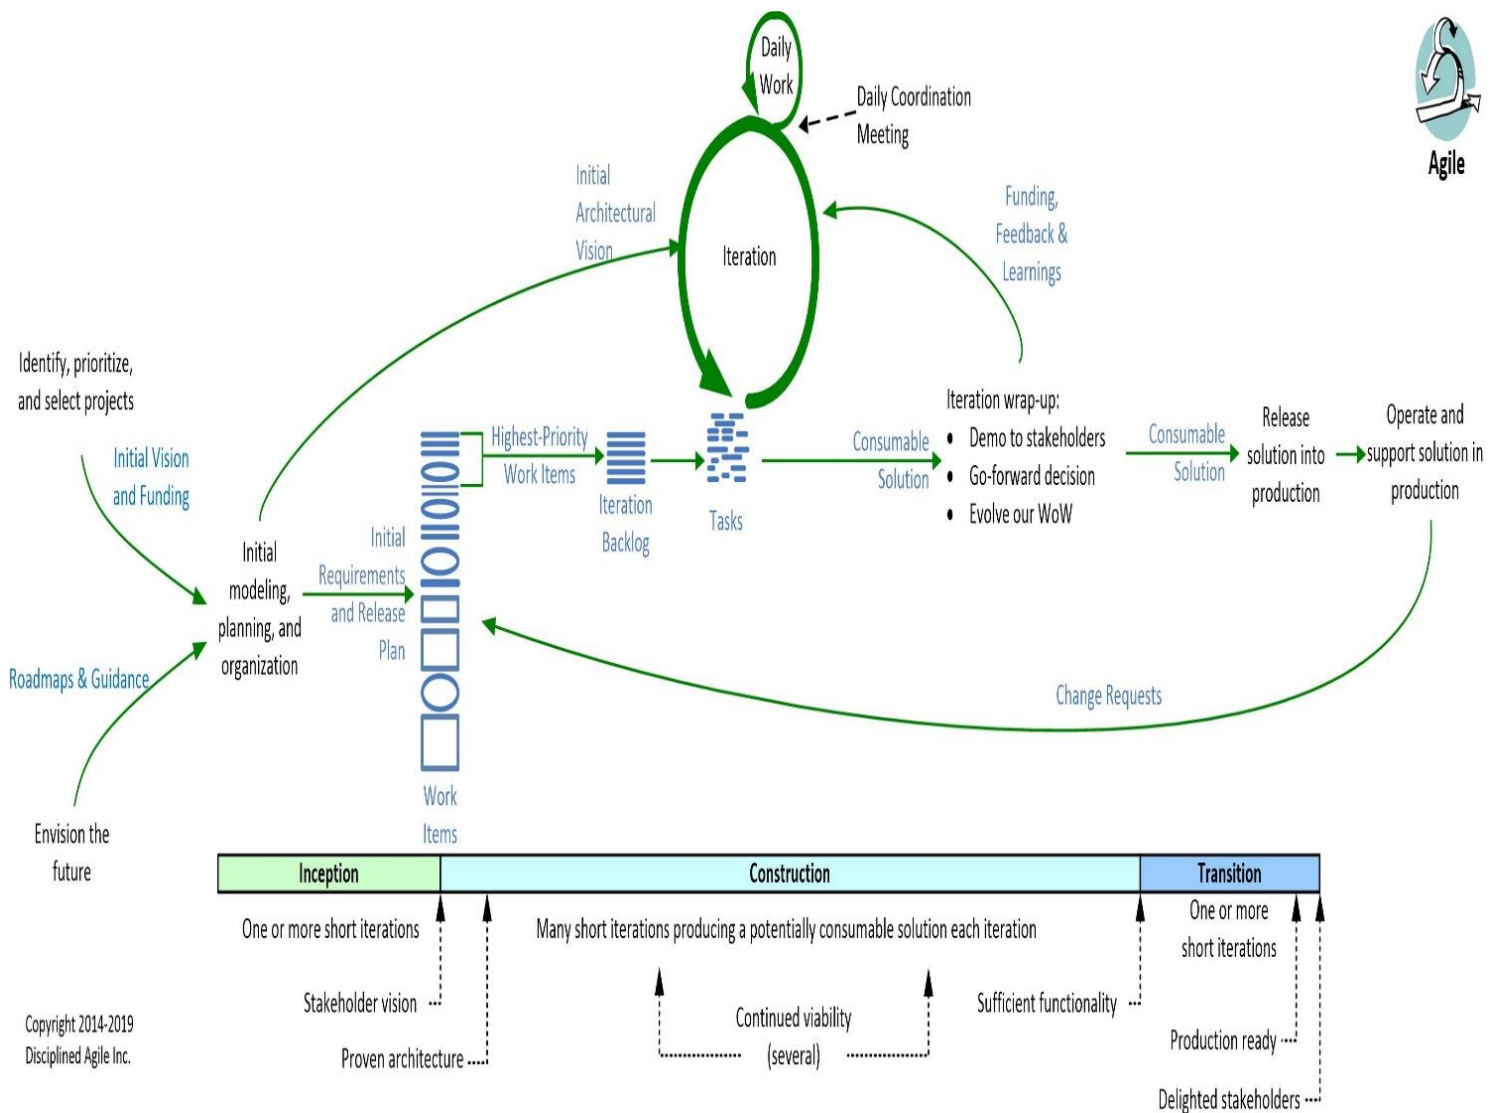 Daily
Work
Daily Coordination
Meeting
Agile
Initial
Architectural
Vision
Iteration
Funding,
Feedback &
Learnings
Identify, prioritize,
and select projects
Initial Vision
and Funding
Highest-Priority
Work Items
Iteration
Backlog
Tasks
Consumable
Solution
Iteration wrap-up:
• Demo to stakeholders
• Go-forward decision
• Evolve our WoW
Consumable
Solution
Release
solution into
production
Operate and
support solution in
production
Initial
modeling,
planning, and
organization
Initial
Requirements
and Release
Plan
Roadmaps & Guidance
Change Requests
Work
Items
Envision the
future
Inception
Construction
Transition
One or more short iterations
Many short iterations producing a potentially consumable solution each iteration
One or more
short iterations
Stakeholder vision
Proven architecture
Continued viability
(several)
Sufficient functionality
Production ready
Delighted stakeholders
Copyright 2014-2019
Disciplined Agile Inc.